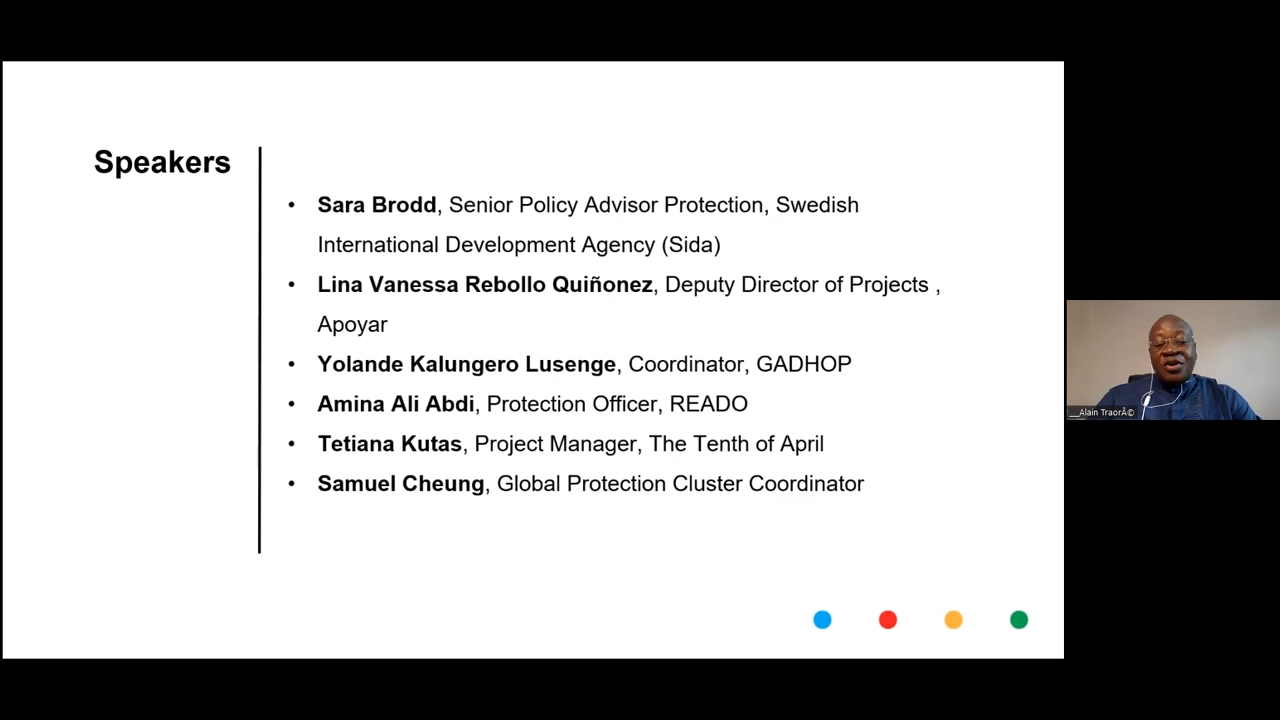 Speakers
• Sara Brodd, Senior Policy Advisor Protection, Swedish
International Development Agency (Sida)
• Lina Vanessa Rebollo Quiñonez, Deputy Director of Projects ,
Apoyar
• Yolande Kalungero Lusenge, Coordinator, GADHOP
• Amina Ali Abdi, Protection Officer, READO
• Tetiana Kutas, Project Manager, The Tenth of April
• Samuel Cheung, Global Protection Cluster Coordinator
__Alain TraorÃ©